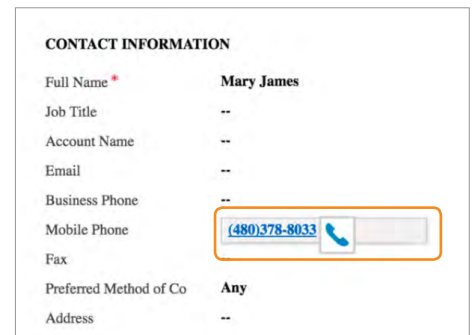 CONTACT INFORMATION
Full Name * Mary James
Job Title --
Account Name --
Email --
Business Phone --
Mobile Phone (480)378-8033
Fax --
Preferred Method of Co Any
Address --